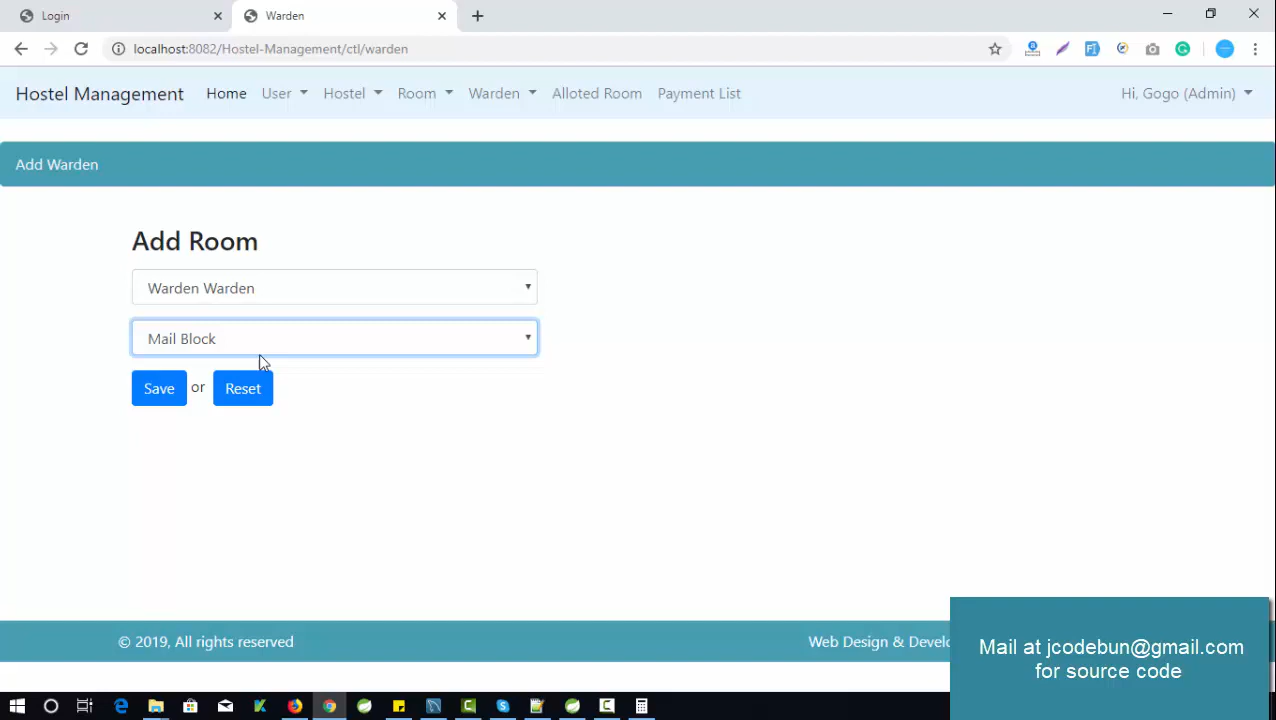 Login
Warden
localhost:8082/Hostel-Management/ctl/warden
Hostel Management Home User Hostel Room Warden Alloted Room Payment List Hi, Gogo (Admin)
Add Warden
Add Room
Warden Warden
Mail Block
Save or Reset
© 2019, All rights reserved
Web Design & Develo
Mail at jcodebun@gmail.com
for source code